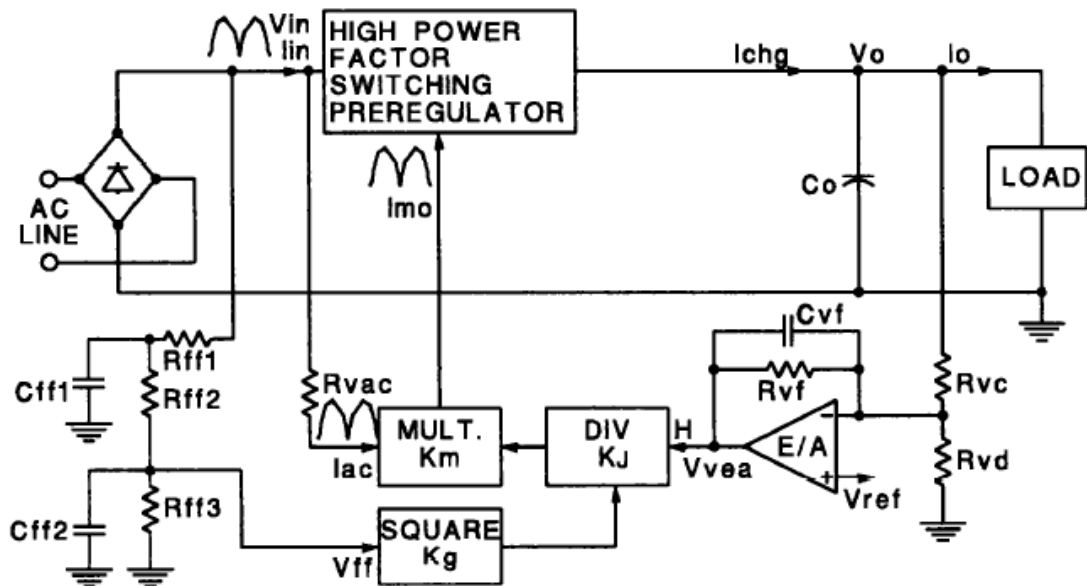 Vin
Iin
HIGH POWER
FACTOR
SWITCHING
PREREGULATOR
Ichg
Vo
Io
AC
LINE
Imo
Co
LOAD
Rff1
Cff1
Rff2
Rvac
Cvf
Rvf
Rvc
MULT.
Km
Iac
DIV
KJ
H
Vvea
E/A
-
+
Vref
Rvd
Cff2
Rff3
Vff
SQUARE
Kg